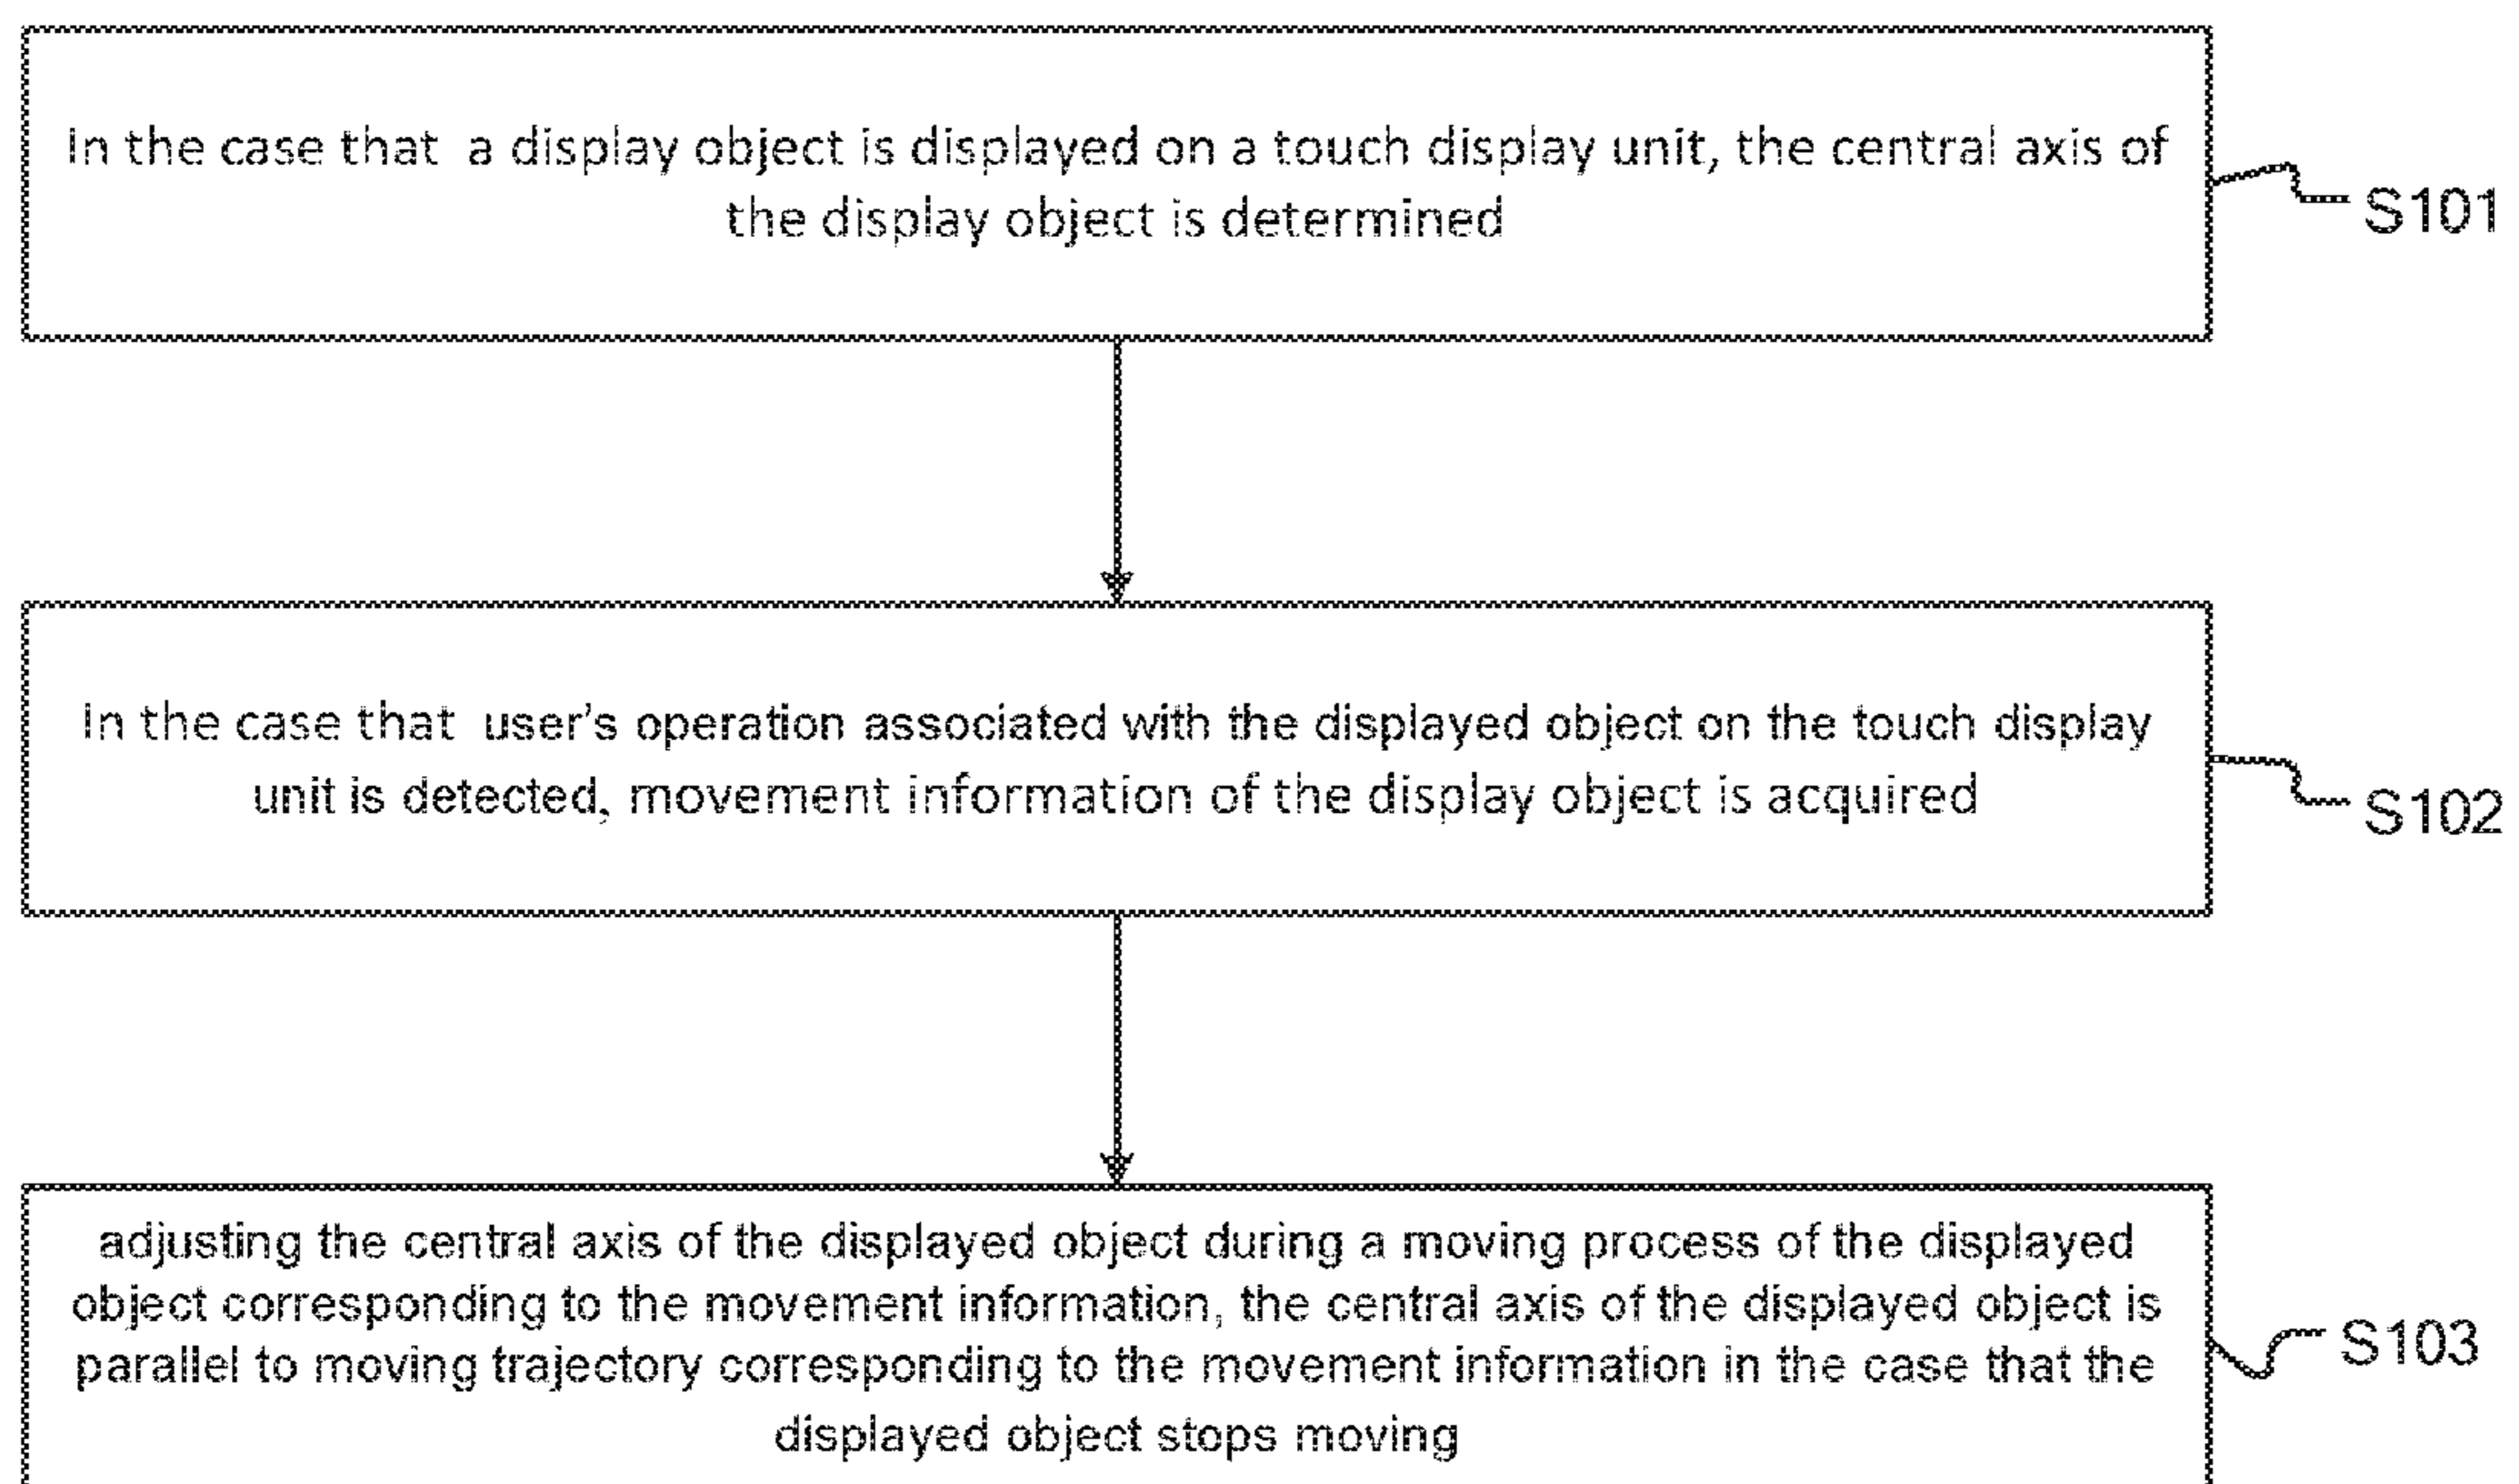 In the case that a display object is displayed on a touch display unit, the central axis of
the display object is determined
S101
In the case that user's operation associated with the displayed object on the touch display
unit is detected, movement information of the display object is acquired
S102
adjusting the central axis of the displayed object during a moving process of the displayed
object corresponding to the movement information, the central axis of the displayed object is
parallel to moving trajectory corresponding to the movement information in the case that the
displayed object stops moving
S103